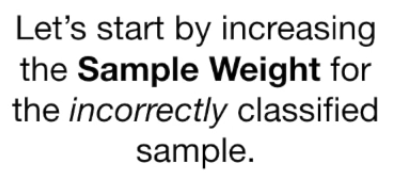 Let's start by increasing
the Sample Weight for
the incorrectly classified
sample.